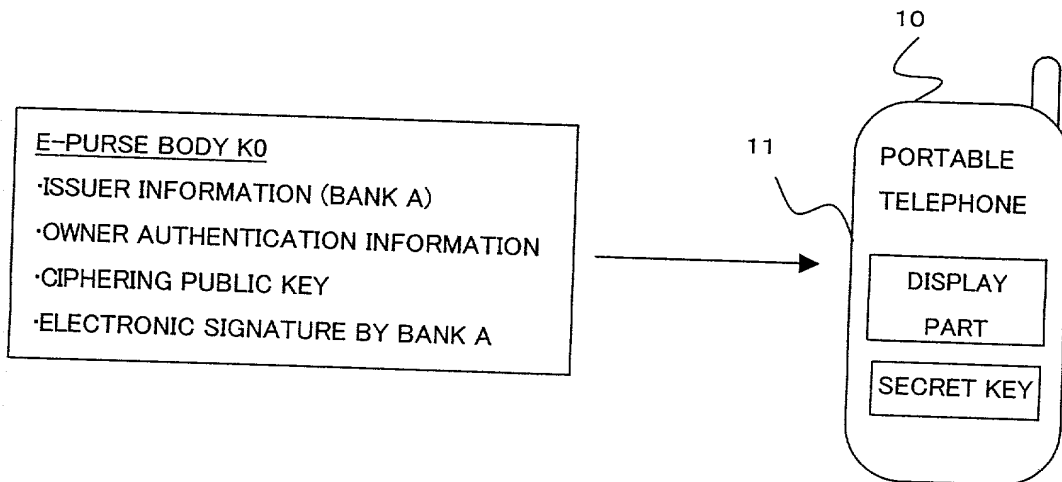 10
E-PURSE BODY K0
·ISSUER INFORMATION (BANK A)
·OWNER AUTHENTICATION INFORMATION
·CIPHERING PUBLIC KEY
·ELECTRONIC SIGNATURE BY BANK A
11
PORTABLE
TELEPHONE
DISPLAY
PART
SECRET KEY